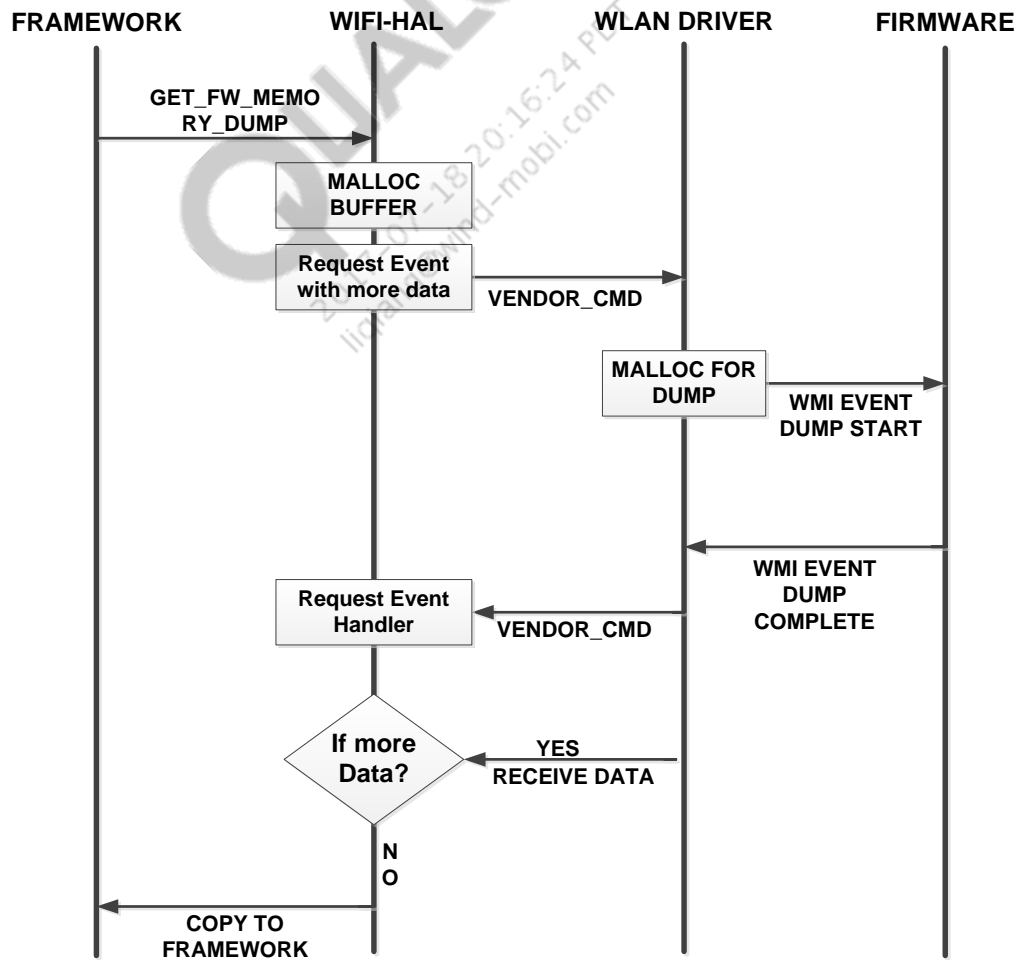 FRAMEWORK
WIFI-HAL
WLAN DRIVER
FIRMWARE
GET_FW_MEMO
RY_DUMP
MALLOC
BUFFER
Request Event
with more data
VENDOR_CMD
MALLOC FOR
DUMP
WMI EVENT
DUMP START
WMI EVENT
DUMP
COMPLETE
Request Event
Handler
VENDOR_CMD
If more
Data?
YES
RECEIVE DATA
N
O
COPY TO
FRAMEWORK